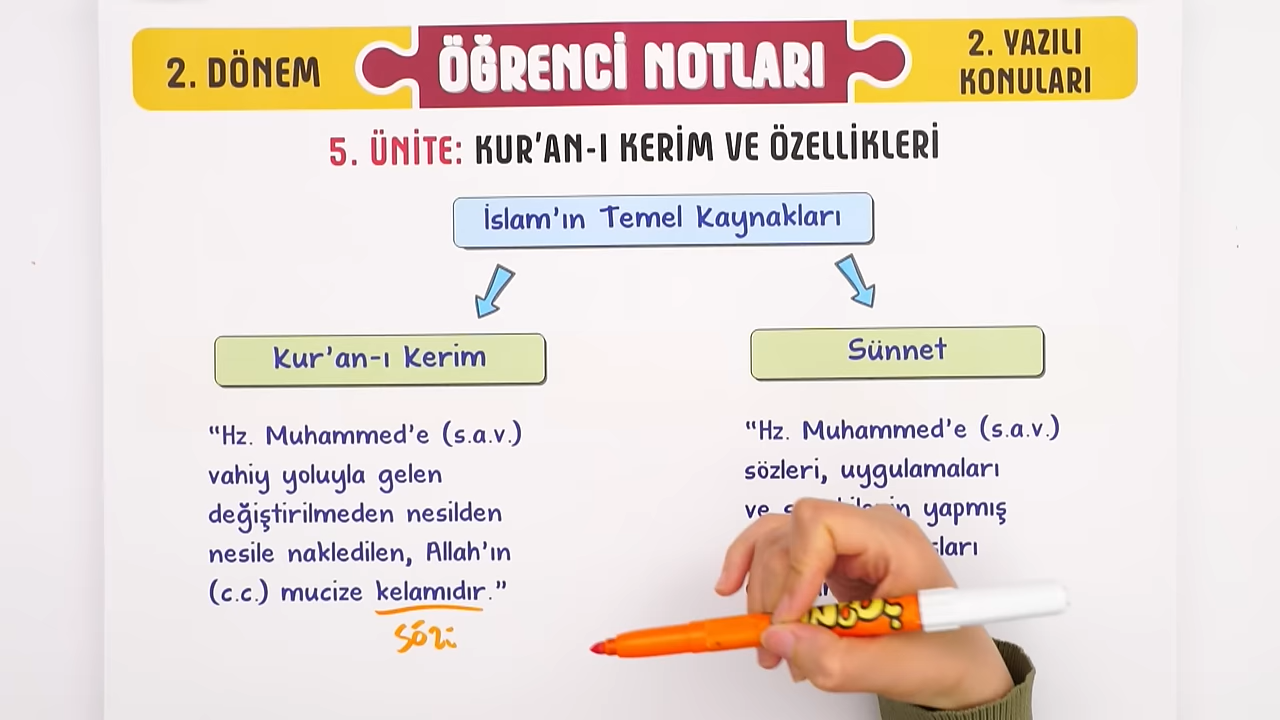 2. DÖNEM
ÖĞRENCİ NOTLARI
2. YAZILI
KONULARI
5. ÜNİTE: KUR'AN-I KERİM VE ÖZELLİKLERİ
İslam'ın Temel Kaynakları
Kur'an-ı Kerim
Sünnet
"Hz. Muhammed'e (s.a.v.)
vahiy yoluyla gelen
değiştirilmeden nesilden
nesile nakledilen, Allah'ın
(c.c.) mucize kelamıdır."
sözü
"Hz. Muhammed'e (s.a.v.)
sözleri, uygulamaları
ve yapmış